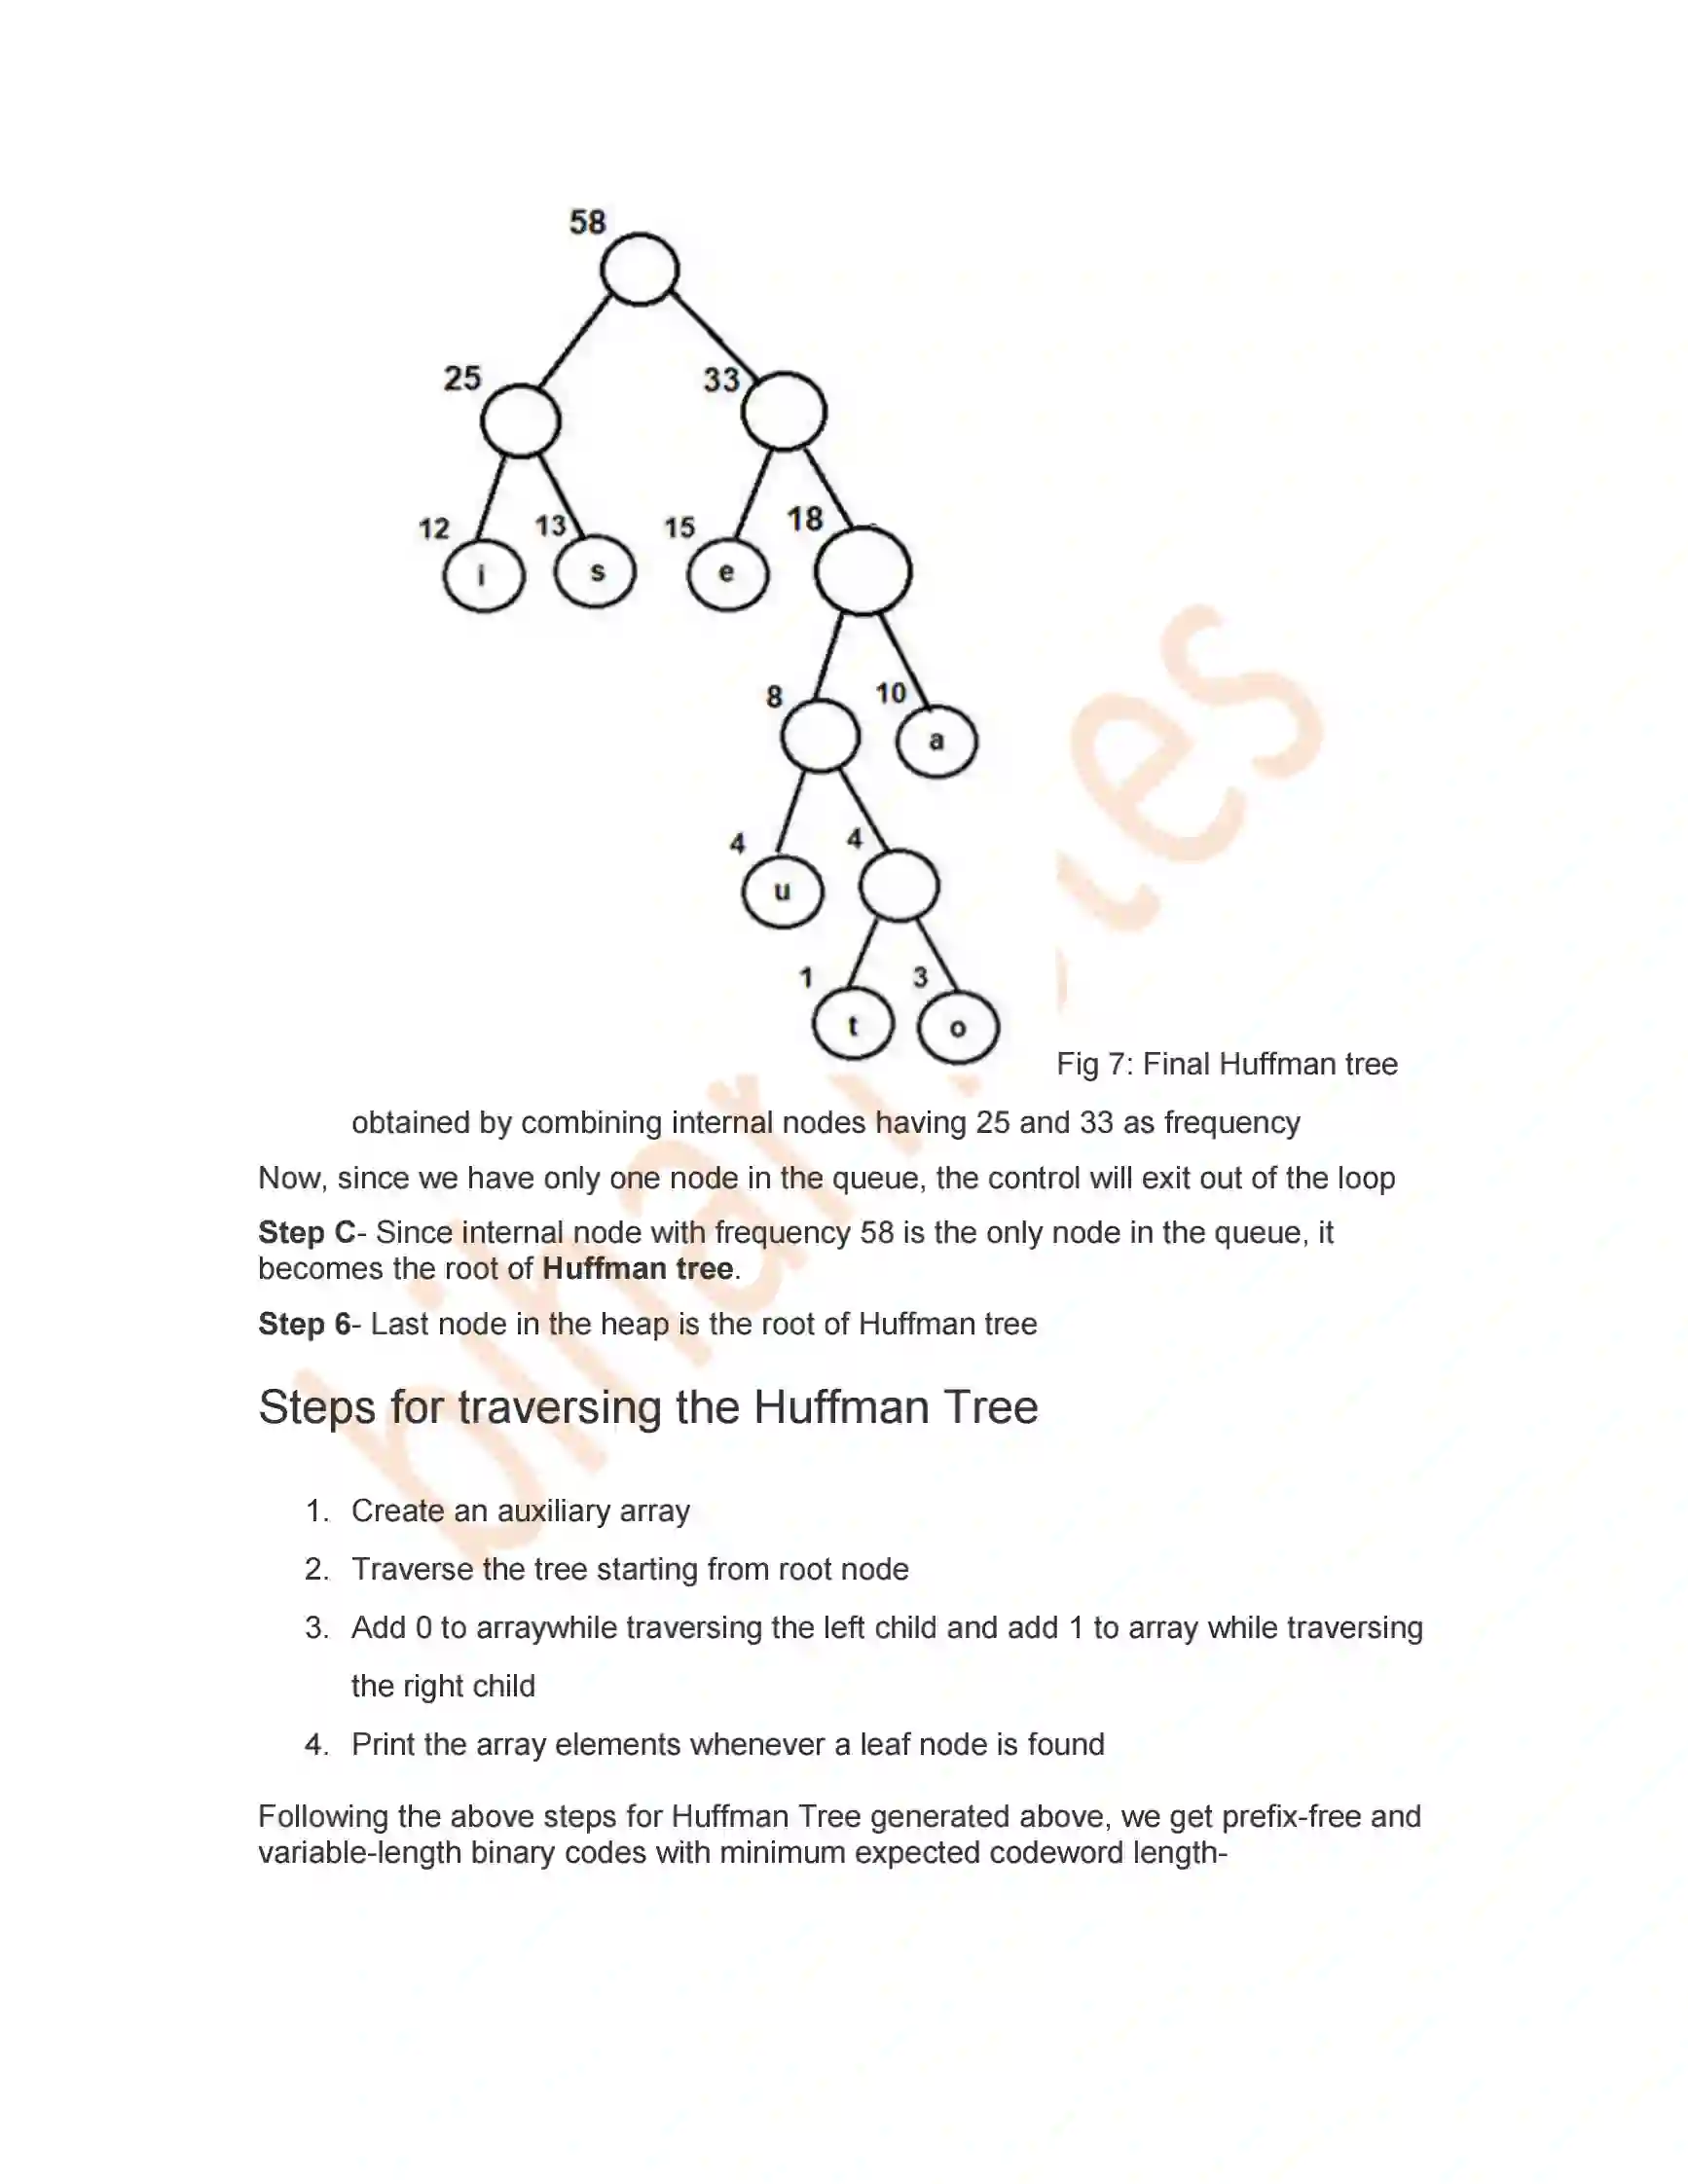 58
25
33
12
13
15
18
i
s
e
8
10
a
4
4
u
1
3
t
o
Fig 7: Final Huffman tree
obtained by combining internal nodes having 25 and 33 as frequency
Now, since we have only one node in the queue, the control will exit out of the loop
Step C- Since internal node with frequency 58 is the only node in the queue, it
becomes the root of Huffman tree.
Step 6- Last node in the heap is the root of Huffman tree
Steps for traversing the Huffman Tree
1. Create an auxiliary array
2. Traverse the tree starting from root node
3. Add 0 to arraywhile traversing the left child and add 1 to array while traversing
the right child
4. Print the array elements whenever a leaf node is found
Following the above steps for Huffman Tree generated above, we get prefix-free and
variable-length binary codes with minimum expected codeword length-